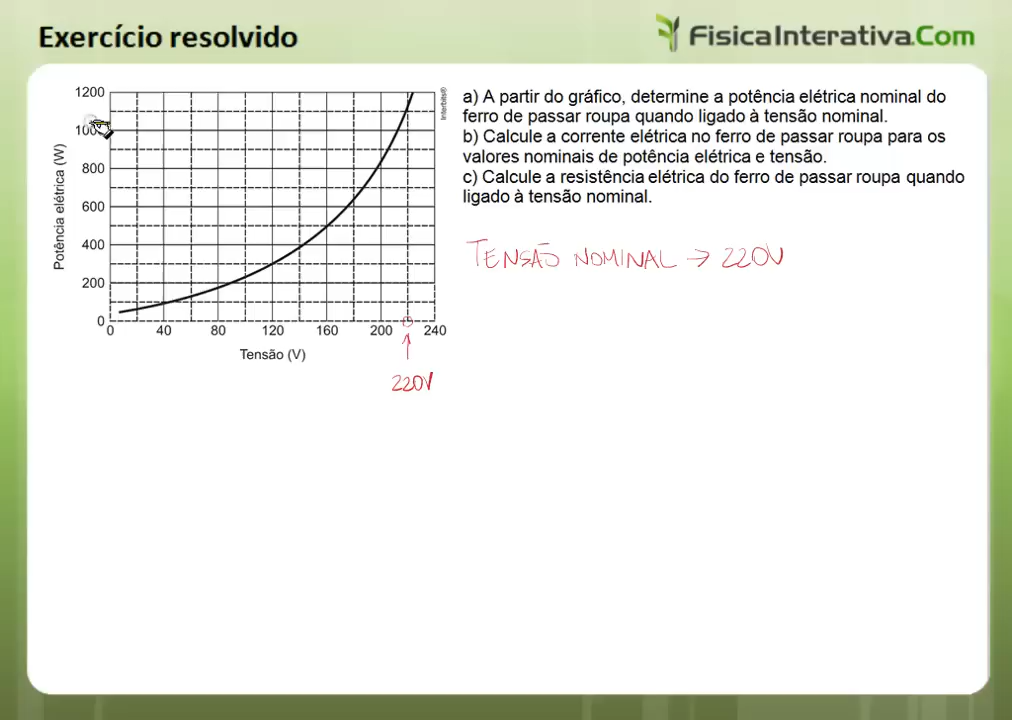 Exercício resolvido
FisicaInterativa.Com
a) A partir do gráfico, determine a potência elétrica nominal do
ferro de passar roupa quando ligado à tensão nominal.
b) Calcule a corrente elétrica no ferro de passar roupa para os
valores nominais de potência elétrica e tensão.
c) Calcule a resistência elétrica do ferro de passar roupa quando
ligado à tensão nominal.
TENSÃO NOMINAL → 220V
Potência elétrica (W)
1200
800
600
400
200
0
0 40 80 120 160 200 240
Tensão (V)
Interbits®
220V